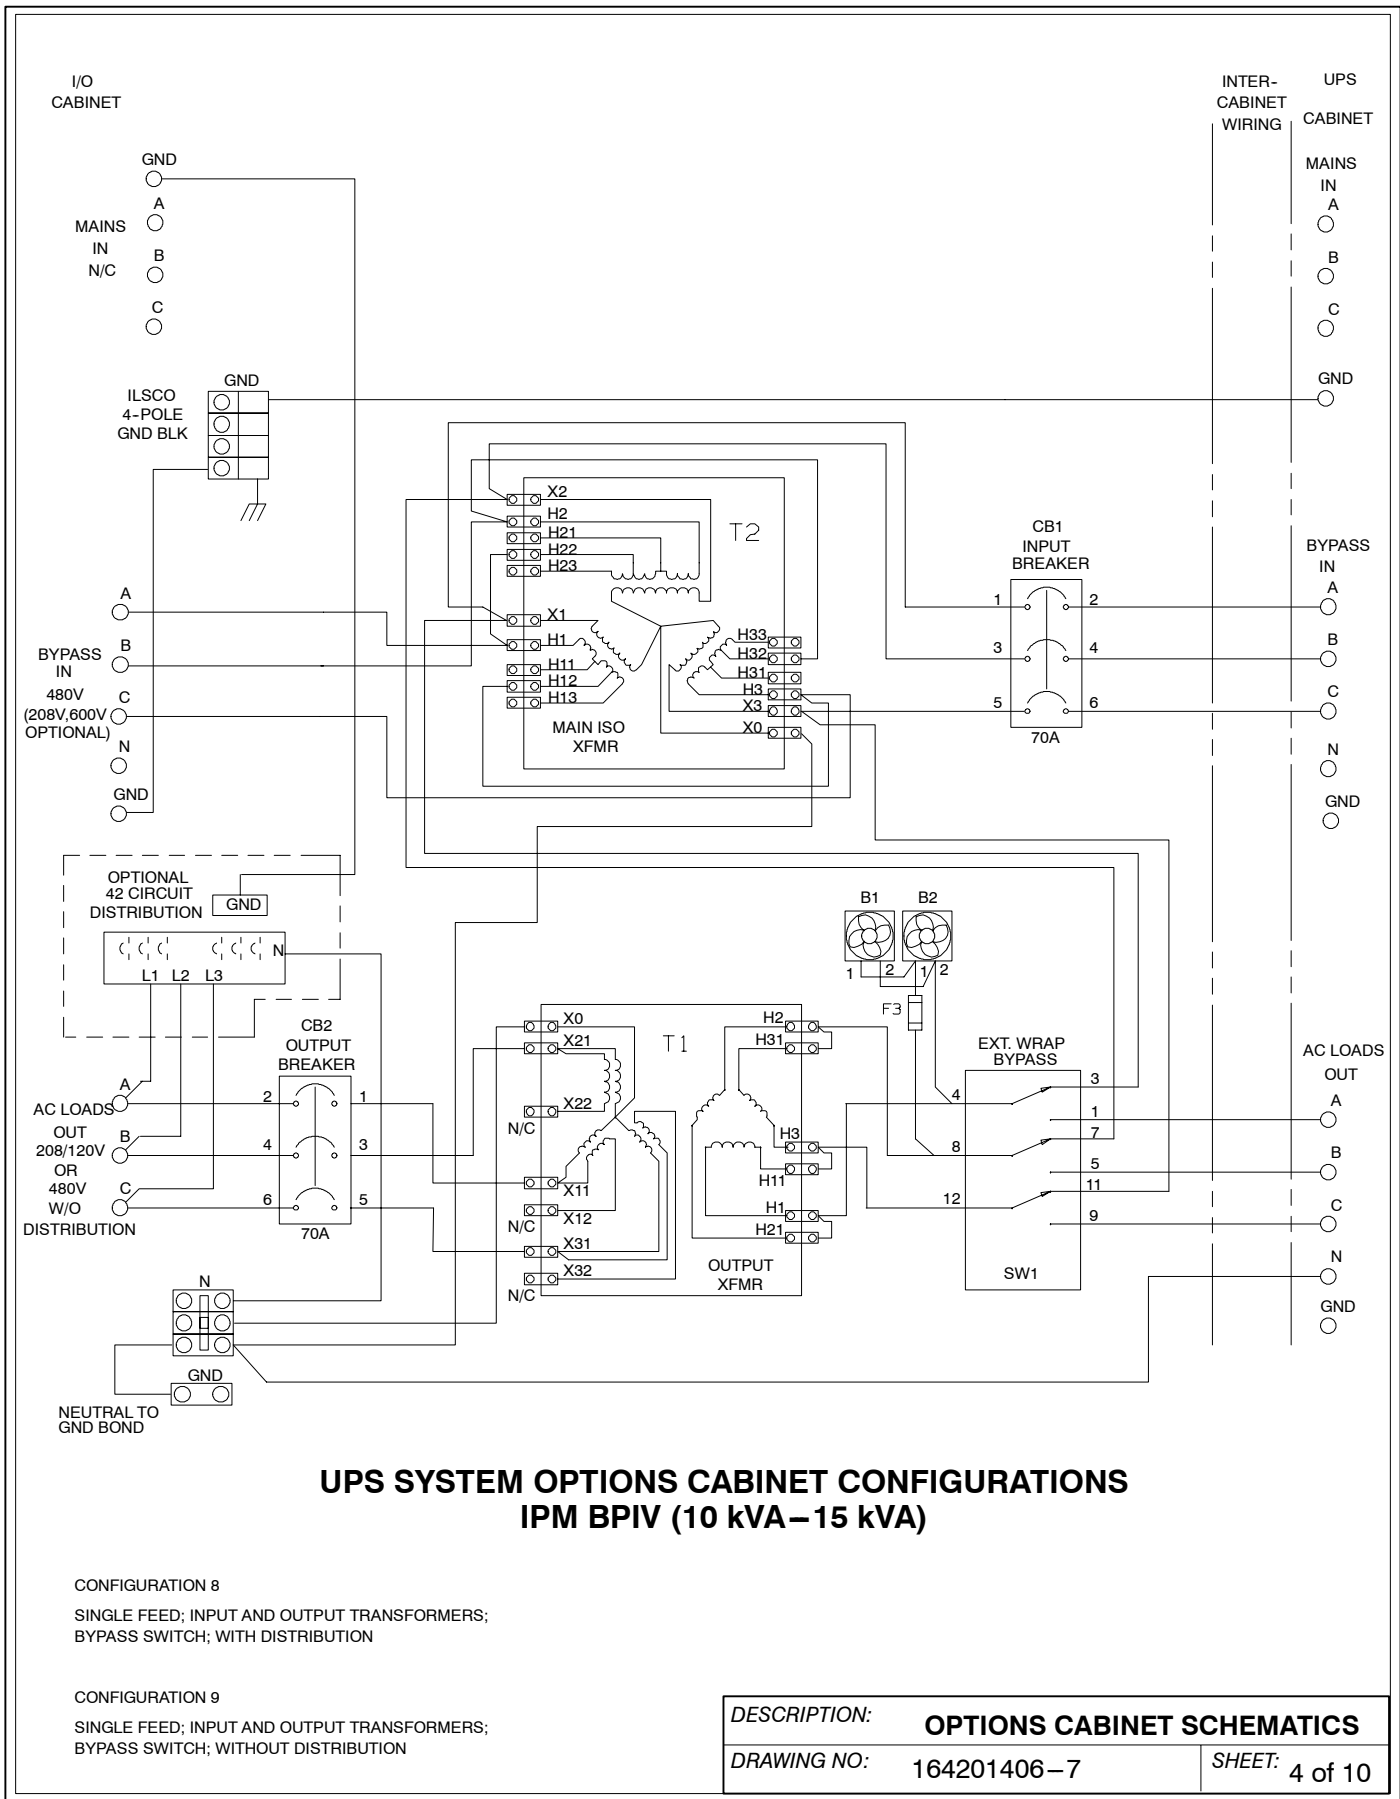 I/O
CABINET
INTER-
CABINET
WIRING
UPS
CABINET
GND
A
MAINS
IN
N/C
B
C
MAINS
IN
A
B
C
GND
GND
ILSCO
4-POLE
GND BLK
X2
H2
H21
H22
H23
T2
X1
H1
H11
H12
H13
H33
H32
H31
H3
X3
X0
MAIN ISO
XFMR
CB1
INPUT
BREAKER
1
2
3
4
5
6
70A
BYPASS
IN
A
B
C
N
GND
A
B
BYPASS
IN
480V
(208V,600V
OPTIONAL)
C
N
GND
OPTIONAL
42 CIRCUIT
DISTRIBUTION
GND
N
L1
L2
L3
B1
B2
1
2
1
2
F3
CB2
OUTPUT
BREAKER
2
1
4
3
6
5
70A
A
AC LOADS
OUT
B
208/120V
OR
480V
C
W/O
DISTRIBUTION
X0
X21
T1
X22
N/C
X11
X12
N/C
X31
X32
N/C
H2
H31
H3
H11
H1
H21
OUTPUT
XFMR
EXT. WRAP
BYPASS
4
3
1
8
7
5
12
11
9
SW1
AC LOADS
OUT
A
B
C
N
GND
N
GND
NEUTRAL TO
GND BOND
UPS SYSTEM OPTIONS CABINET CONFIGURATIONS
IPM BPIV (10 kVA–15 kVA)
CONFIGURATION 8
SINGLE FEED; INPUT AND OUTPUT TRANSFORMERS;
BYPASS SWITCH; WITH DISTRIBUTION
CONFIGURATION 9
SINGLE FEED; INPUT AND OUTPUT TRANSFORMERS;
BYPASS SWITCH; WITHOUT DISTRIBUTION
DESCRIPTION: OPTIONS CABINET SCHEMATICS
DRAWING NO: 164201406–7 SHEET: 4 of 10